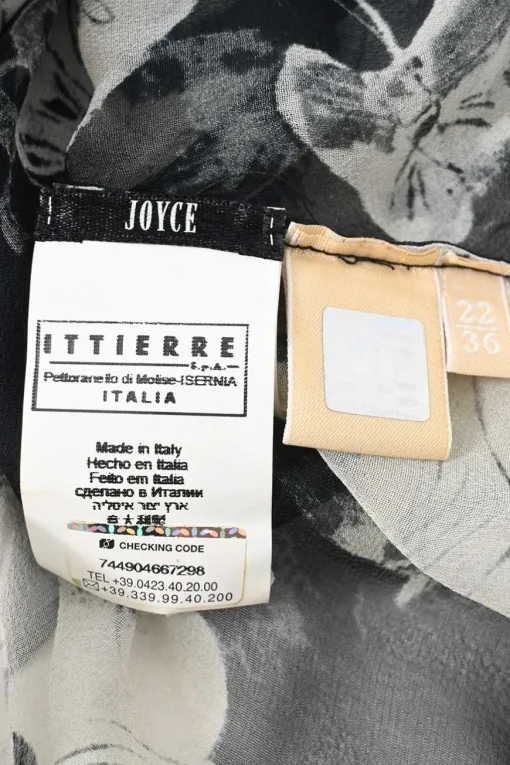 JOYCE
ITTIERRE
S.p.A.
Pettoranello di Molise-ISERNIA
ITALIA
Made in Italy
Hecho en Italia
Feito em Italia
сделано в Италии
ארץ יצור איטליה
CHECKING CODE
744904667298
TEL +39.0423.40.20.00
+39.339.99.40.200
22
36